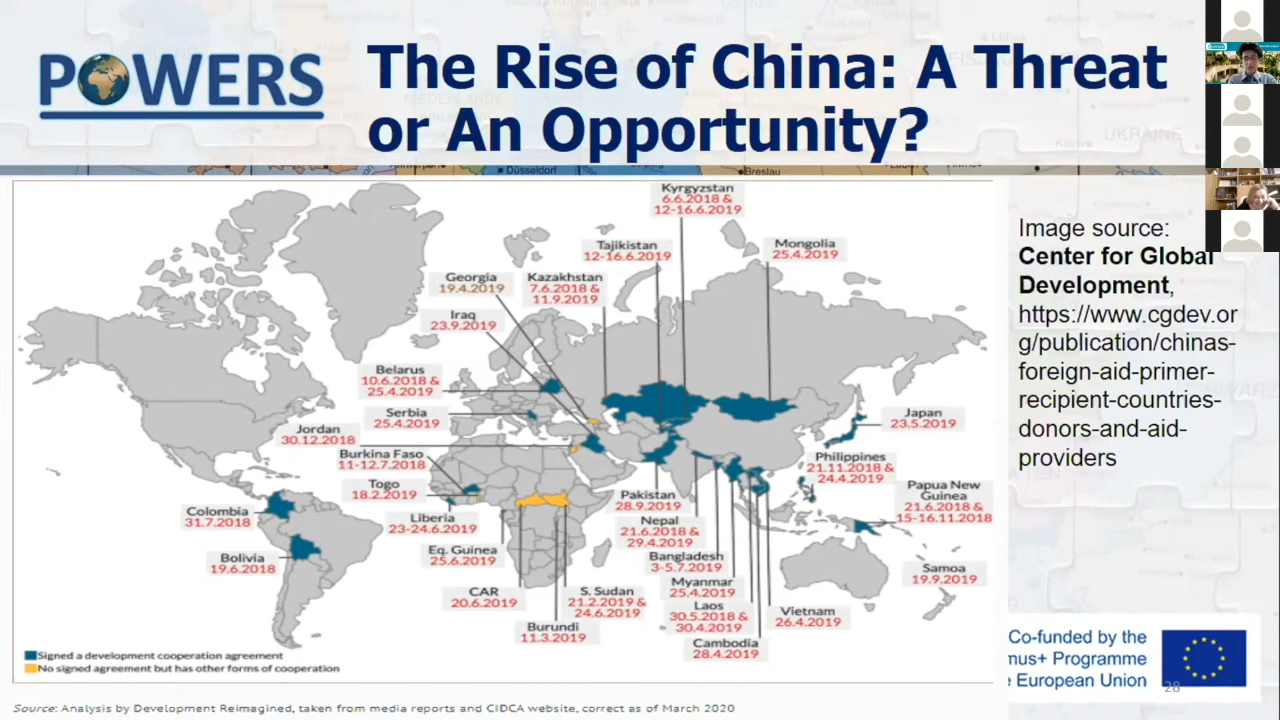 POWERS
The Rise of China: A Threat
or An Opportunity?
Düsseldorf
Breslau
UKRAINE
Kyrgyzstan
6.6.2018 &
12-16.6.2019
Tajikistan
12-16.6.2019
Mongolia
25.4.2019
Georgia
19.4.2019
Kazakhstan
7.6.2018 &
11.9.2019
Iraq
23.9.2019
Belarus
10.6.2018 &
25.4.2019
Serbia
25.4.2019
Japan
23.5.2019
Jordan
30.12.2018
Burkina Faso
11-12.7.2018
Togo
18.2.2019
Liberia
23-24.6.2019
Colombia
31.7.2018
Bolivia
19.6.2018
Eq. Guinea
25.6.2019
CAR
20.6.2019
Burundi
11.3.2019
S. Sudan
21.2.2019 &
24.6.2019
Pakistan
28.9.2019
Nepal
21.6.2018 &
29.4.2019
Bangladesh
3-5.7.2019
Myanmar
25.4.2019
Laos
30.5.2018 &
30.4.2019
Cambodia
28.4.2019
Vietnam
26.4.2019
Philippines
21.11.2018 &
24.4.2019
Papua New
Guinea
21.6.2018 &
15-16.11.2018
Samoa
19.9.2019
Signed a development cooperation agreement
No signed agreement but has other forms of cooperation
Source: Analysis by Development Reimagined, taken from media reports and CIDCA website, correct as of March 2020
Image source:
Center for Global
Development,
https://www.cgdev.or
g/publication/chinas-
foreign-aid-primer-
recipient-countries-
donors-and-aid-
providers
Co-funded by the
mus+ Programme
European Union
28